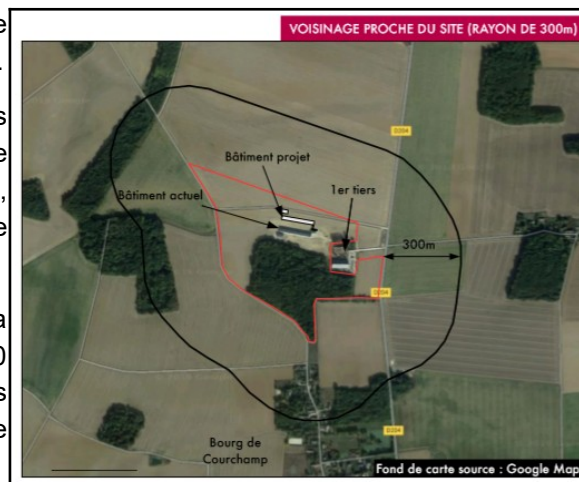 VOISINAGE PROCHE DU SITE (RAYON DE 300m)
D204
Bâtiment projet
Bâtiment actuel
1er tiers
300m
D204
D204
Bourg de
Courchamp
Fond de carte source : Google Map